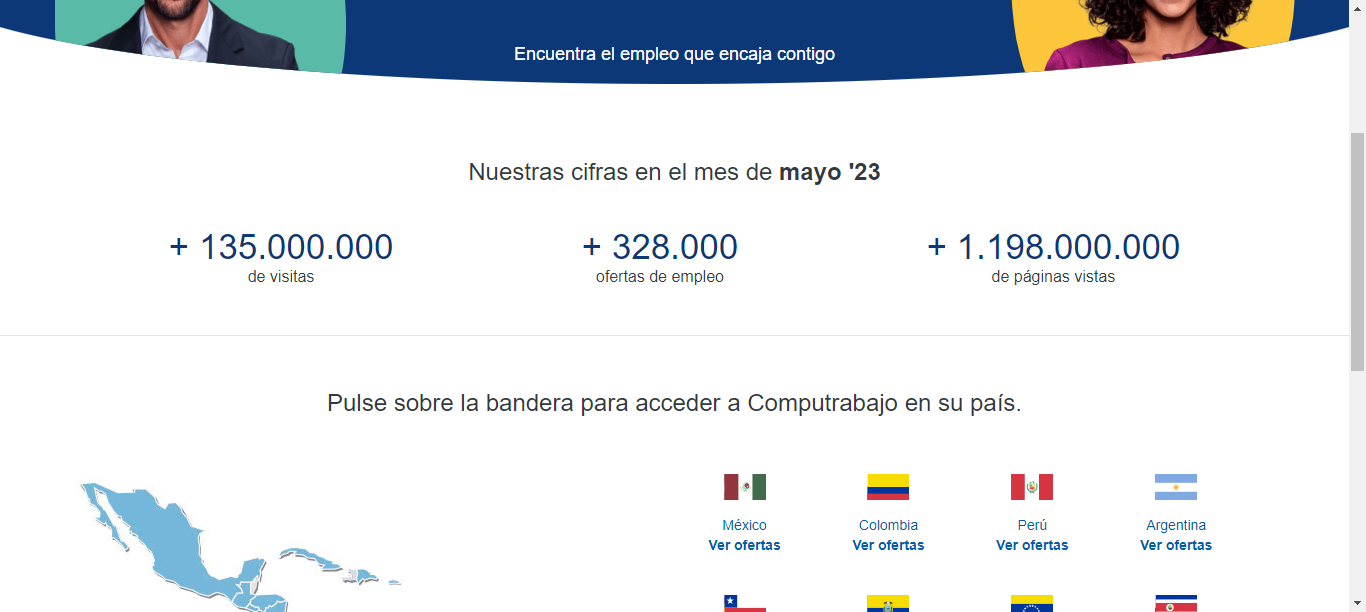 Encuentra el empleo que encaja contigo
Nuestras cifras en el mes de mayo '23
+ 135.000.000
de visitas
+ 328.000
ofertas de empleo
+ 1.198.000.000
de páginas vistas
Pulse sobre la bandera para acceder a Computrabajo en su país.
México
Ver ofertas
Colombia
Ver ofertas
Perú
Ver ofertas
Argentina
Ver ofertas